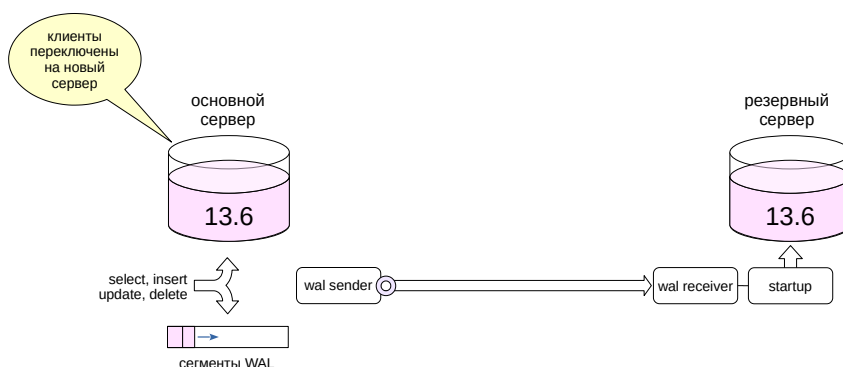 клиенты
переключены
на новый
сервер
основной
сервер
резервный
сервер
13.6
13.6
select, insert
update, delete
wal sender
wal receiver
startup
сегменты WAL